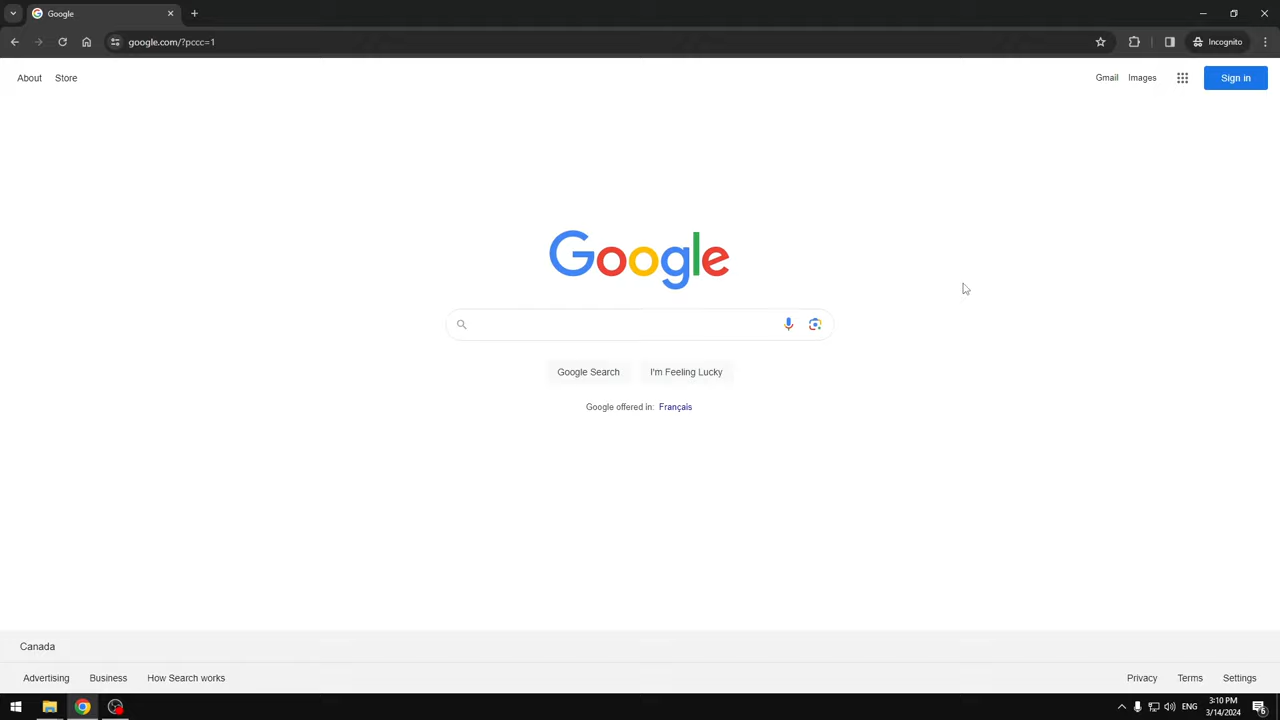 Google
google.com/?pccc=1
Incognito
About Store
Gmail Images Sign in
Google
Google Search I'm Feeling Lucky
Google offered in: Français
Canada
Advertising Business How Search works
Privacy Terms Settings
ENG
3:10 PM
3/14/2024